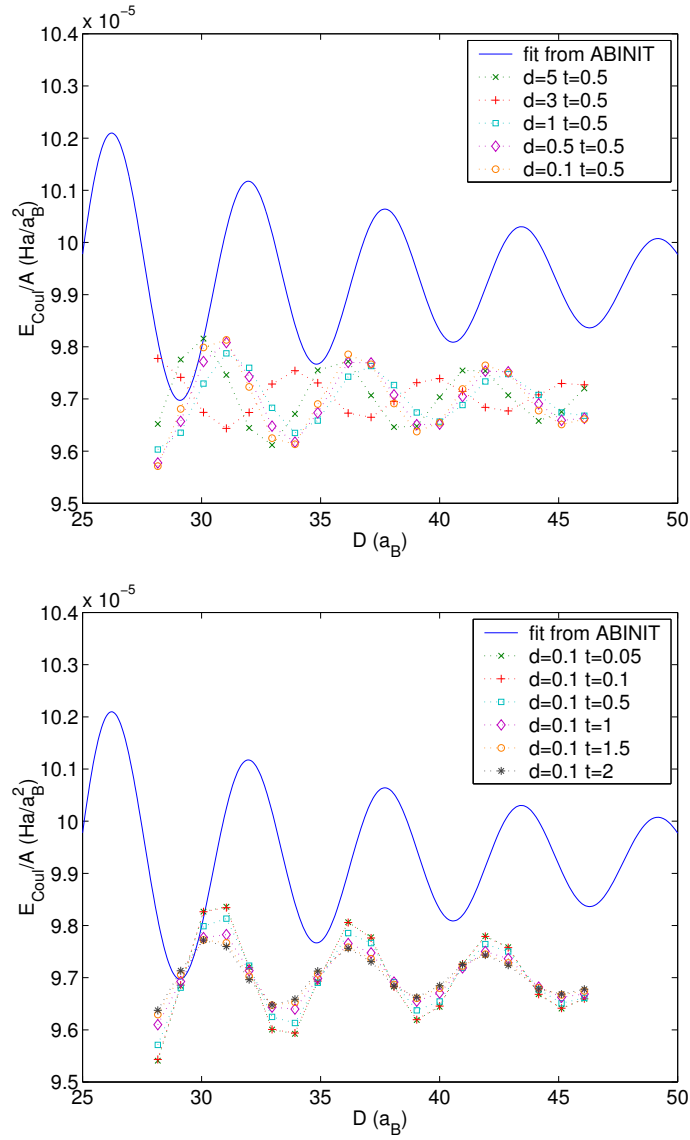 x 10^-5
10.4
10.3
10.2
10.1
10
9.9
9.8
9.7
9.6
9.5
E_Coul/A (Ha/a_B^2)
fit from ABINIT
d=5 t=0.5
d=3 t=0.5
d=1 t=0.5
d=0.5 t=0.5
d=0.1 t=0.5
25 30 35 40 45 50
D (a_B)
x 10^-5
10.4
10.3
10.2
10.1
10
9.9
9.8
9.7
9.6
9.5
E_Coul/A (Ha/a_B^2)
fit from ABINIT
d=0.1 t=0.05
d=0.1 t=0.1
d=0.1 t=0.5
d=0.1 t=1
d=0.1 t=1.5
d=0.1 t=2
25 30 35 40 45 50
D (a_B)